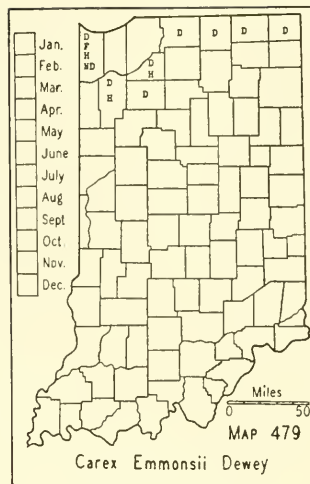 Jan.
Feb.
Mar.
Apr.
May
June
July
Aug
Sept
Oct.
Nov.
Dec.
D
F
H
ND
D D D D
D
H
D
H
D
Miles
0 50
MAP 479
Carex Emmonsii Dewey